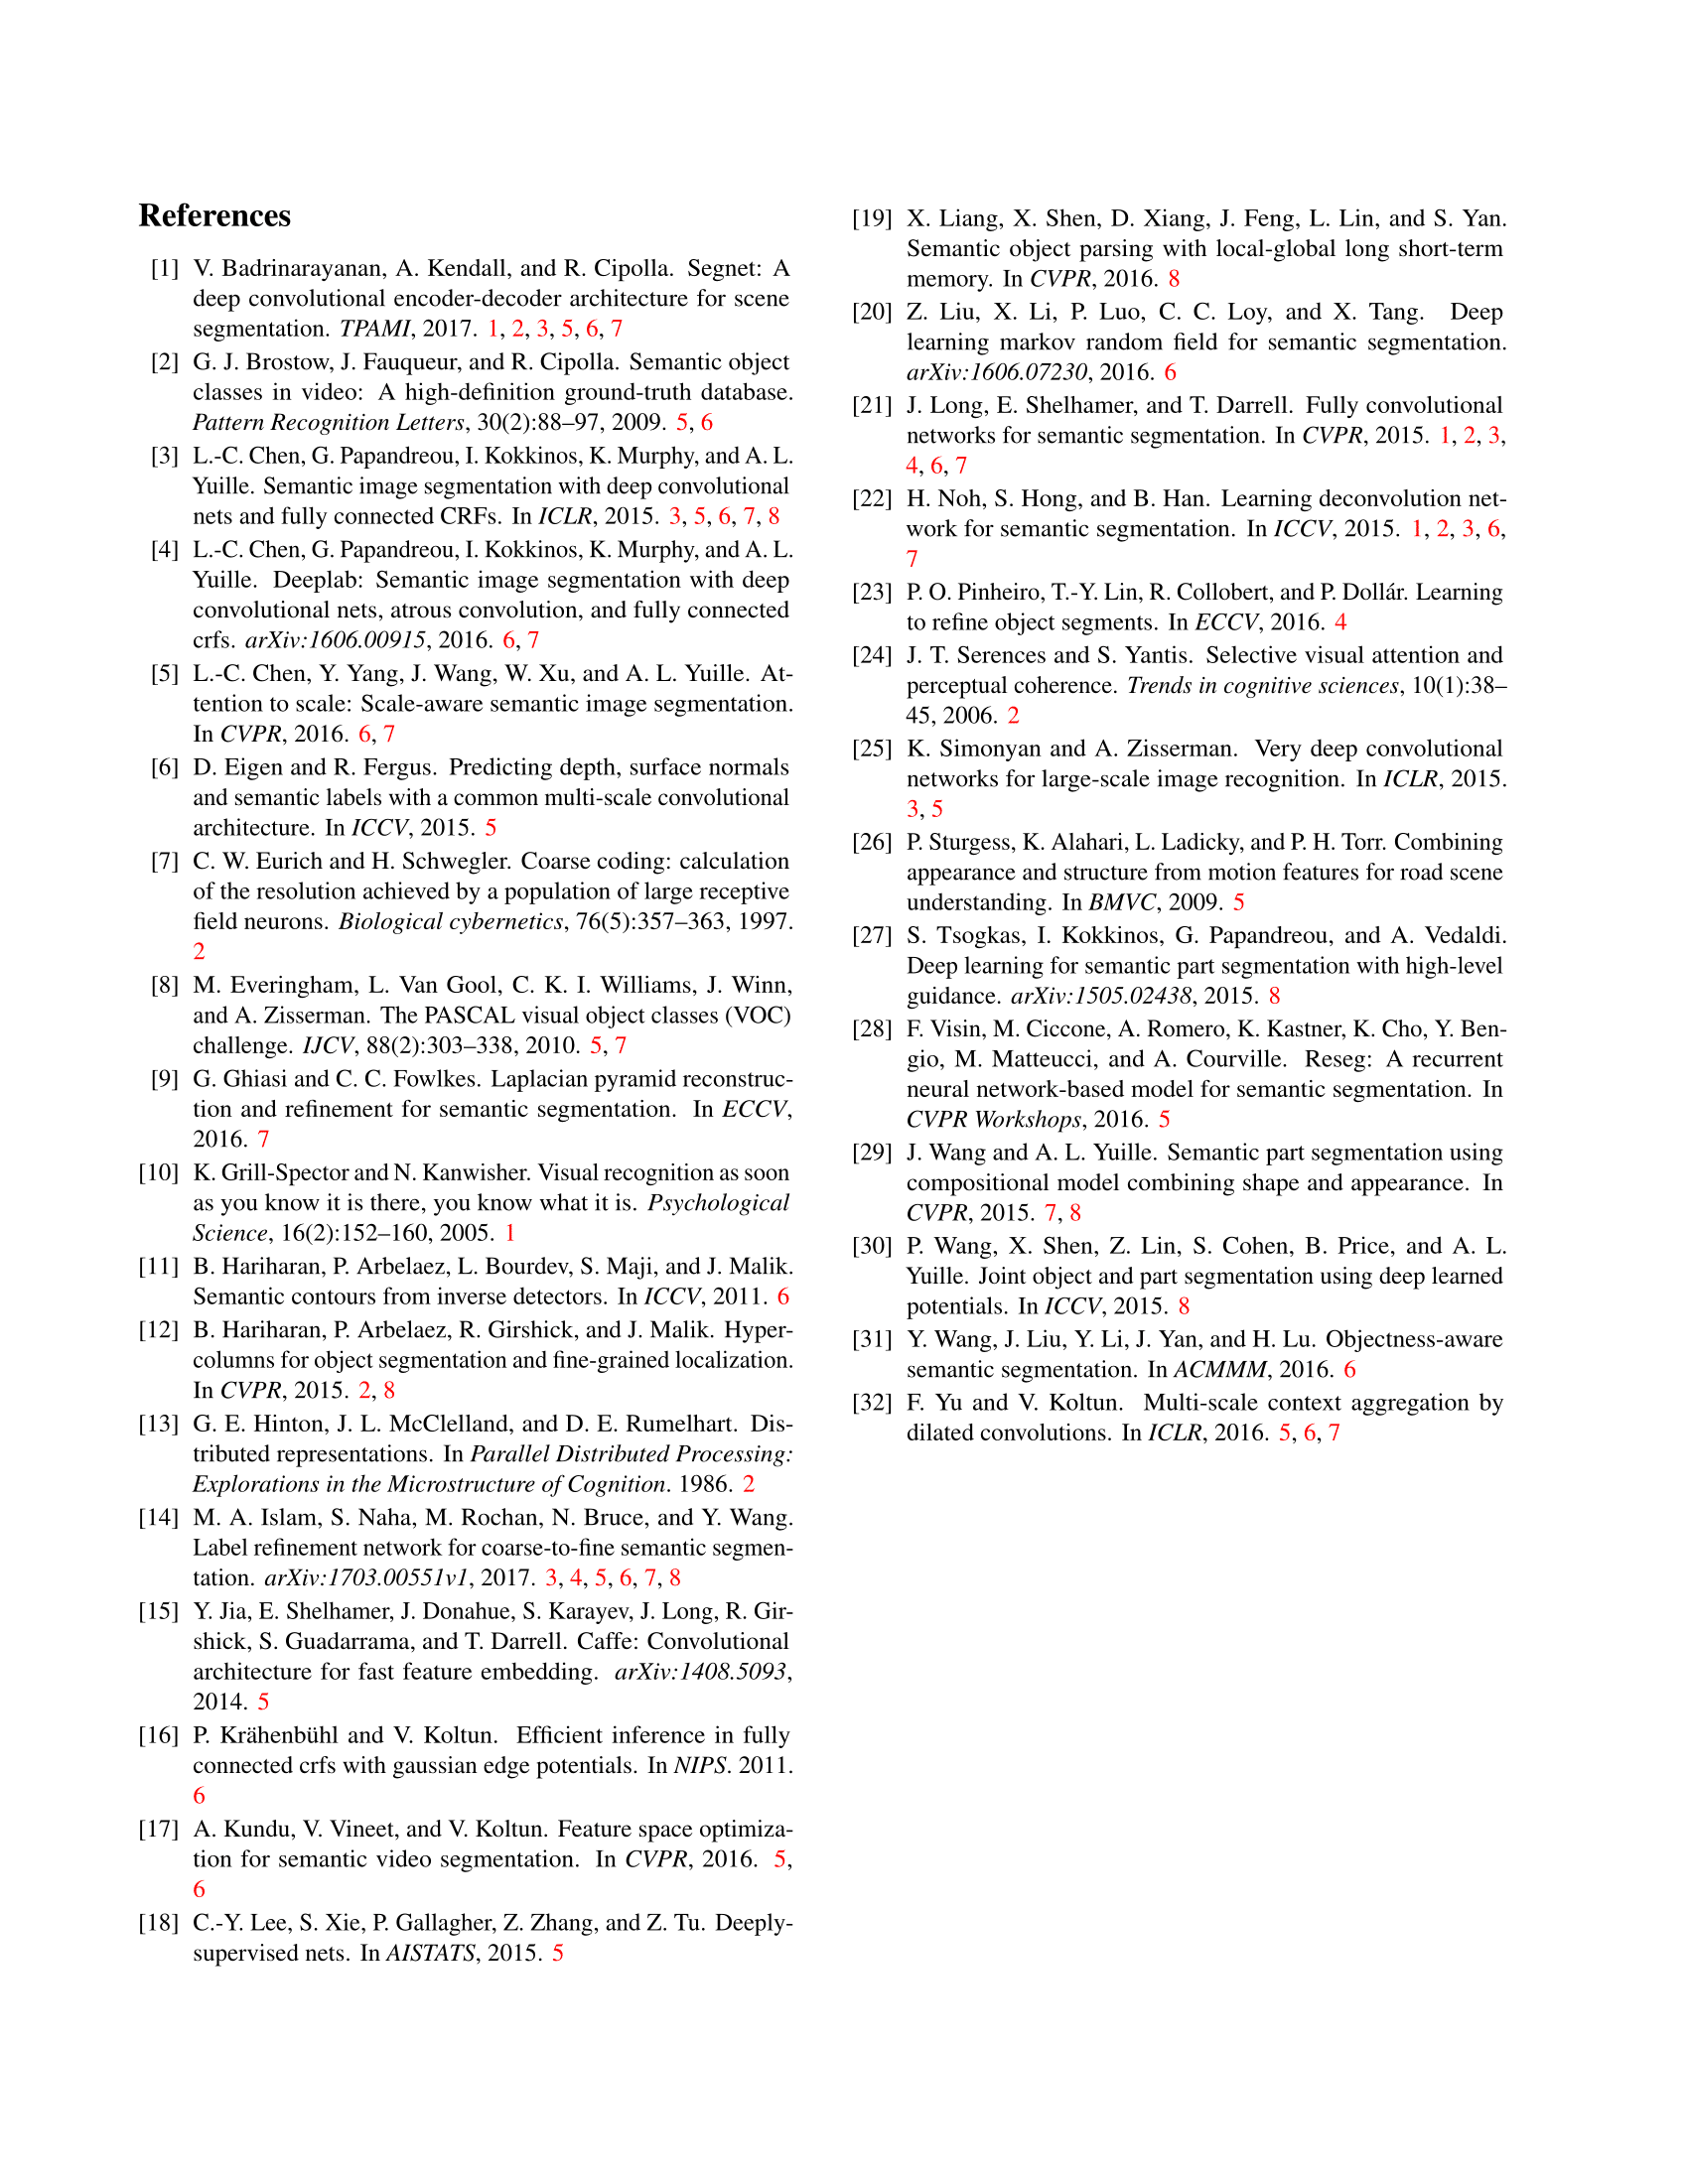 References
[1] V. Badrinarayanan, A. Kendall, and R. Cipolla. Segnet: A
deep convolutional encoder-decoder architecture for scene
segmentation. TPAMI, 2017. 1, 2, 3, 5, 6, 7
[2] G. J. Brostow, J. Fauqueur, and R. Cipolla. Semantic object
classes in video: A high-definition ground-truth database.
Pattern Recognition Letters, 30(2):88–97, 2009. 5, 6
[3] L.-C. Chen, G. Papandreou, I. Kokkinos, K. Murphy, and A. L.
Yuille. Semantic image segmentation with deep convolutional
nets and fully connected CRFs. In ICLR, 2015. 3, 5, 6, 7, 8
[4] L.-C. Chen, G. Papandreou, I. Kokkinos, K. Murphy, and A. L.
Yuille. Deeplab: Semantic image segmentation with deep
convolutional nets, atrous convolution, and fully connected
crfs. arXiv:1606.00915, 2016. 6, 7
[5] L.-C. Chen, Y. Yang, J. Wang, W. Xu, and A. L. Yuille. At-
tention to scale: Scale-aware semantic image segmentation.
In CVPR, 2016. 6, 7
[6] D. Eigen and R. Fergus. Predicting depth, surface normals
and semantic labels with a common multi-scale convolutional
architecture. In ICCV, 2015. 5
[7] C. W. Eurich and H. Schwegler. Coarse coding: calculation
of the resolution achieved by a population of large receptive
field neurons. Biological cybernetics, 76(5):357–363, 1997.
2
[8] M. Everingham, L. Van Gool, C. K. I. Williams, J. Winn,
and A. Zisserman. The PASCAL visual object classes (VOC)
challenge. IJCV, 88(2):303–338, 2010. 5, 7
[9] G. Ghiasi and C. C. Fowlkes. Laplacian pyramid reconstruc-
tion and refinement for semantic segmentation. In ECCV,
2016. 7
[10] K. Grill-Spector and N. Kanwisher. Visual recognition as soon
as you know it is there, you know what it is. Psychological
Science, 16(2):152–160, 2005. 1
[11] B. Hariharan, P. Arbelaez, L. Bourdev, S. Maji, and J. Malik.
Semantic contours from inverse detectors. In ICCV, 2011. 6
[12] B. Hariharan, P. Arbelaez, R. Girshick, and J. Malik. Hyper-
columns for object segmentation and fine-grained localization.
In CVPR, 2015. 2, 8
[13] G. E. Hinton, J. L. McClelland, and D. E. Rumelhart. Dis-
tributed representations. In Parallel Distributed Processing:
Explorations in the Microstructure of Cognition. 1986. 2
[14] M. A. Islam, S. Naha, M. Rochan, N. Bruce, and Y. Wang.
Label refinement network for coarse-to-fine semantic segmen-
tation. arXiv:1703.00551v1, 2017. 3, 4, 5, 6, 7, 8
[15] Y. Jia, E. Shelhamer, J. Donahue, S. Karayev, J. Long, R. Gir-
shick, S. Guadarrama, and T. Darrell. Caffe: Convolutional
architecture for fast feature embedding. arXiv:1408.5093,
2014. 5
[16] P. Krähenbühl and V. Koltun. Efficient inference in fully
connected crfs with gaussian edge potentials. In NIPS. 2011.
6
[17] A. Kundu, V. Vineet, and V. Koltun. Feature space optimiza-
tion for semantic video segmentation. In CVPR, 2016. 5,
6
[18] C.-Y. Lee, S. Xie, P. Gallagher, Z. Zhang, and Z. Tu. Deeply-
supervised nets. In AISTATS, 2015. 5
[19] X. Liang, X. Shen, D. Xiang, J. Feng, L. Lin, and S. Yan.
Semantic object parsing with local-global long short-term
memory. In CVPR, 2016. 8
[20] Z. Liu, X. Li, P. Luo, C. C. Loy, and X. Tang. Deep
learning markov random field for semantic segmentation.
arXiv:1606.07230, 2016. 6
[21] J. Long, E. Shelhamer, and T. Darrell. Fully convolutional
networks for semantic segmentation. In CVPR, 2015. 1, 2, 3,
4, 6, 7
[22] H. Noh, S. Hong, and B. Han. Learning deconvolution net-
work for semantic segmentation. In ICCV, 2015. 1, 2, 3, 6,
7
[23] P. O. Pinheiro, T.-Y. Lin, R. Collobert, and P. Dollár. Learning
to refine object segments. In ECCV, 2016. 4
[24] J. T. Serences and S. Yantis. Selective visual attention and
perceptual coherence. Trends in cognitive sciences, 10(1):38–
45, 2006. 2
[25] K. Simonyan and A. Zisserman. Very deep convolutional
networks for large-scale image recognition. In ICLR, 2015.
3, 5
[26] P. Sturgess, K. Alahari, L. Ladicky, and P. H. Torr. Combining
appearance and structure from motion features for road scene
understanding. In BMVC, 2009. 5
[27] S. Tsogkas, I. Kokkinos, G. Papandreou, and A. Vedaldi.
Deep learning for semantic part segmentation with high-level
guidance. arXiv:1505.02438, 2015. 8
[28] F. Visin, M. Ciccone, A. Romero, K. Kastner, K. Cho, Y. Ben-
gio, M. Matteucci, and A. Courville. Reseg: A recurrent
neural network-based model for semantic segmentation. In
CVPR Workshops, 2016. 5
[29] J. Wang and A. L. Yuille. Semantic part segmentation using
compositional model combining shape and appearance. In
CVPR, 2015. 7, 8
[30] P. Wang, X. Shen, Z. Lin, S. Cohen, B. Price, and A. L.
Yuille. Joint object and part segmentation using deep learned
potentials. In ICCV, 2015. 8
[31] Y. Wang, J. Liu, Y. Li, J. Yan, and H. Lu. Objectness-aware
semantic segmentation. In ACMMM, 2016. 6
[32] F. Yu and V. Koltun. Multi-scale context aggregation by
dilated convolutions. In ICLR, 2016. 5, 6, 7